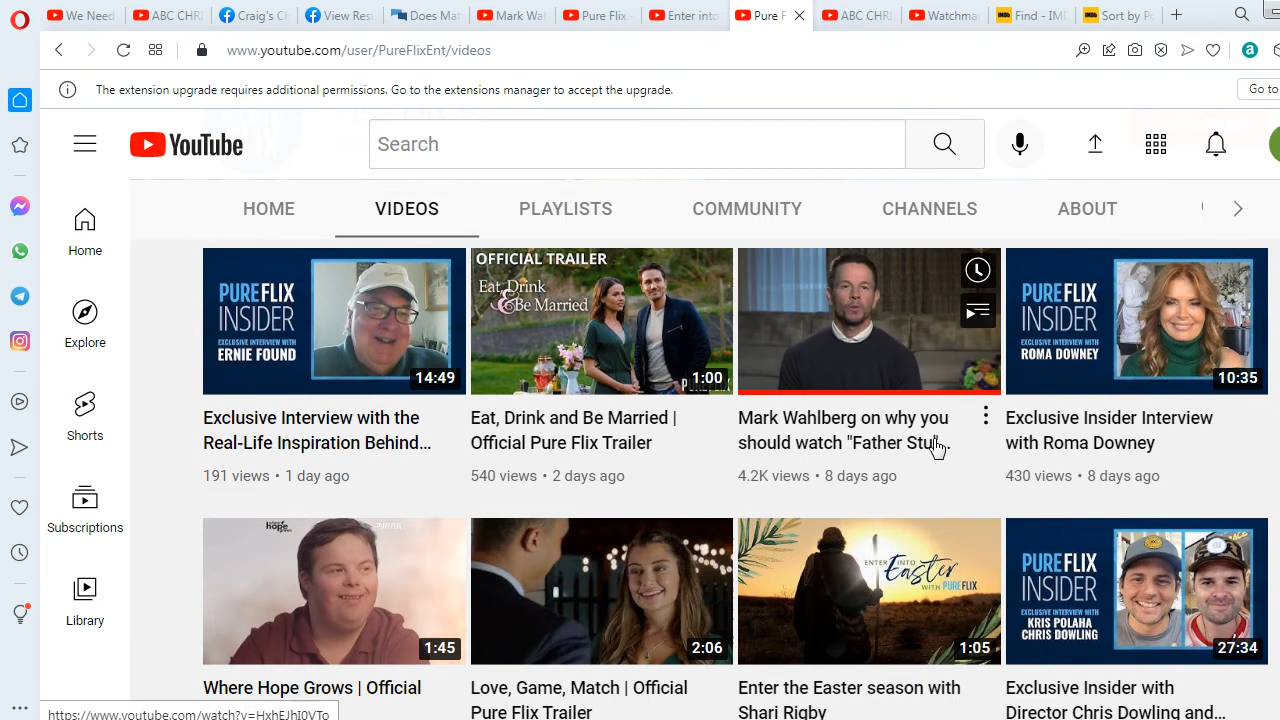 We Need
ABC CHRI
Craig's Ch
View Resu
Does Mat
Mark Wah
Pure Flix -
Enter into
Pure F
ABC CHRI
Watchma
Find - IMD
Sort by Po
www.youtube.com/user/PureFlixEnt/videos
The extension upgrade requires additional permissions. Go to the extensions manager to accept the upgrade.
Go to
YouTube
Search
HOME
VIDEOS
PLAYLISTS
COMMUNITY
CHANNELS
ABOUT
Home
Explore
Shorts
Subscriptions
Library
PUREFLIX
INSIDER
EXCLUSIVE INTERVIEW WITH
ERNIE FOUND
14:49
OFFICIAL TRAILER
Eat, Drink
& Be Married
PUREFLIX
1:00
PUREFLIX
INSIDER
EXCLUSIVE INTERVIEW WITH
ROMA DOWNEY
10:35
Exclusive Interview with the
Real-Life Inspiration Behind...
191 views • 1 day ago
Eat, Drink and Be Married |
Official Pure Flix Trailer
540 views • 2 days ago
Mark Wahlberg on why you
should watch "Father Stu"...
4.2K views • 8 days ago
Exclusive Insider Interview
with Roma Downey
430 views • 8 days ago
hope
PUREFLIX
1:45
2:06
ENTER INTO
Easter
WITH PUREFLIX
1:05
PUREFLIX
INSIDER
EXCLUSIVE INTERVIEW WITH
KRIS POLAHA
CHRIS DOWLING
27:34
Where Hope Grows | Official
Love, Game, Match | Official
Pure Flix Trailer
Enter the Easter season with
Shari Rigby
Exclusive Insider with
Director Chris Dowling and...
https://www.youtube.com/watch?v=HxhEJhI0VTo